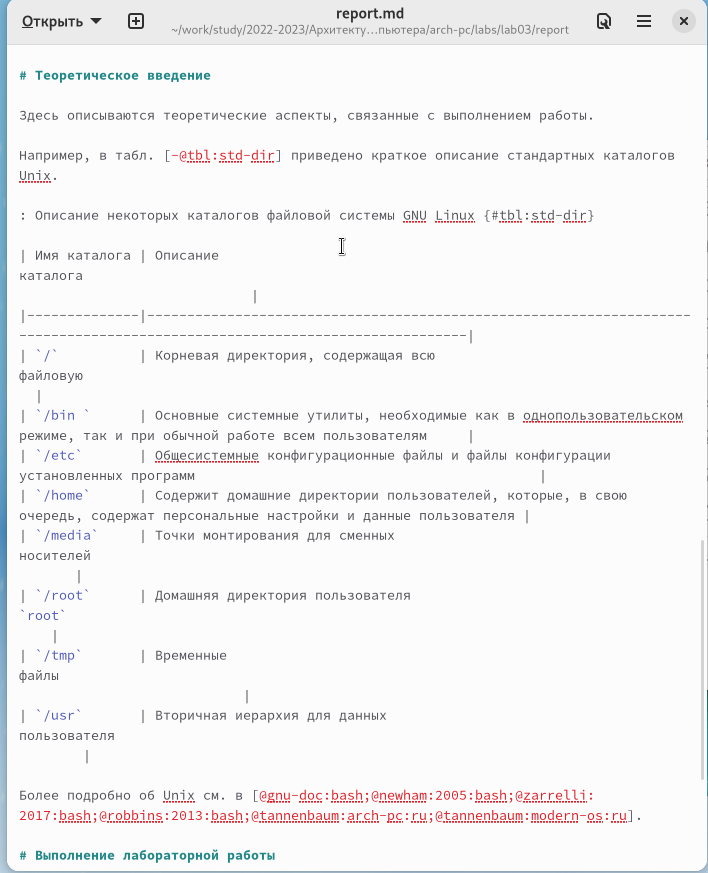 Открыть
report.md
~/work/study/2022-2023/Архитекту…пьютера/arch-pc/labs/lab03/report
# Теоретическое введение
Здесь описываются теоретические аспекты, связанные с выполнением работы.
Например, в табл. [-@tbl:std-dir] приведено краткое описание стандартных каталогов
Unix.
: Описание некоторых каталогов файловой системы GNU Linux {#tbl:std-dir}
| Имя каталога | Описание
каталога
|
|--------------|--------------------------------------------------------------------
--------------------------------------------------------|
| `/`          | Корневая директория, содержащая всю
файловую
|
| `/bin `      | Основные системные утилиты, необходимые как в однопользовательском
режиме, так и при обычной работе всем пользователям     |
| `/etc`       | Общесистемные конфигурационные файлы и файлы конфигурации
установленных программ                                           |
| `/home`      | Содержит домашние директории пользователей, которые, в свою
очередь, содержат персональные настройки и данные пользователя |
| `/media`     | Точки монтирования для сменных
носителей
|
| `/root`      | Домашняя директория пользователя
`root`
|
| `/tmp`       | Временные
файлы
|
| `/usr`       | Вторичная иерархия для данных
пользователя
|
Более подробно об Unix см. в [@gnu-doc:bash;@newham:2005:bash;@zarrelli:
2017:bash;@robbins:2013:bash;@tannenbaum:arch-pc:ru;@tannenbaum:modern-os:ru].
# Выполнение лабораторной работы